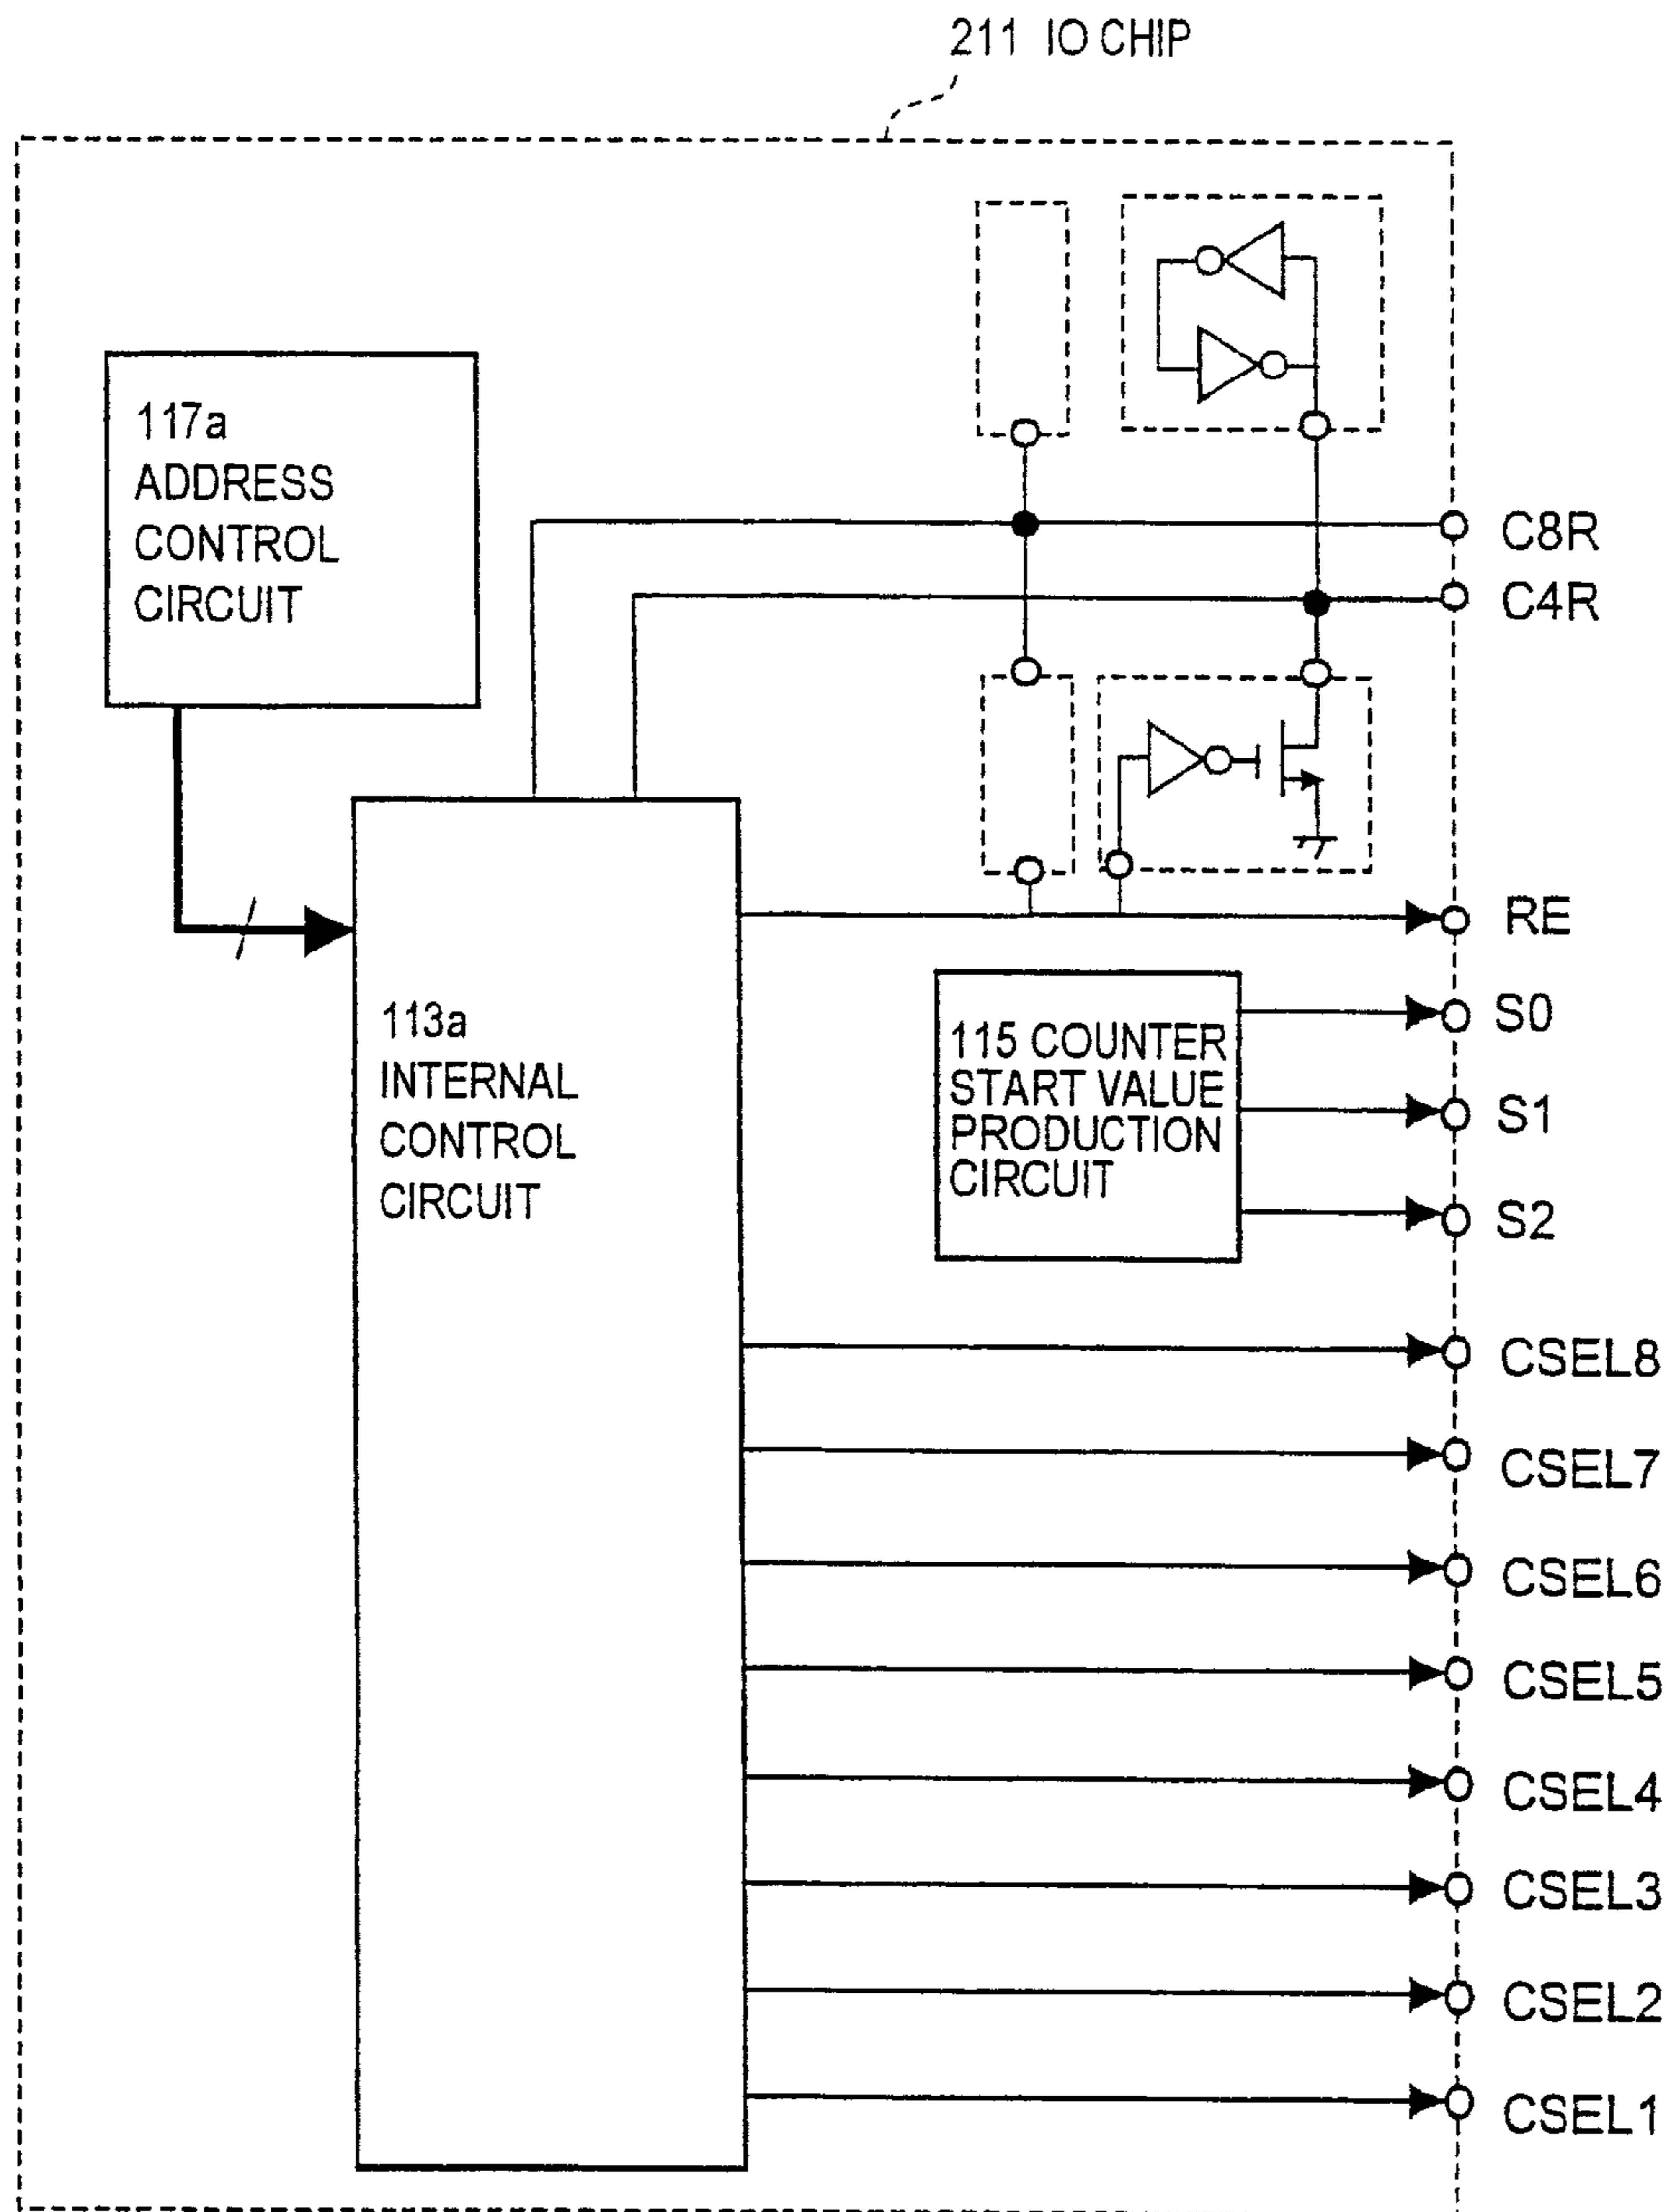 211 IO CHIP
117a
ADDRESS
CONTROL
CIRCUIT
C8R
C4R
RE
113a
INTERNAL
CONTROL
CIRCUIT
115 COUNTER
START VALUE
PRODUCTION
CIRCUIT
S0
S1
S2
CSEL8
CSEL7
CSEL6
CSEL5
CSEL4
CSEL3
CSEL2
CSEL1